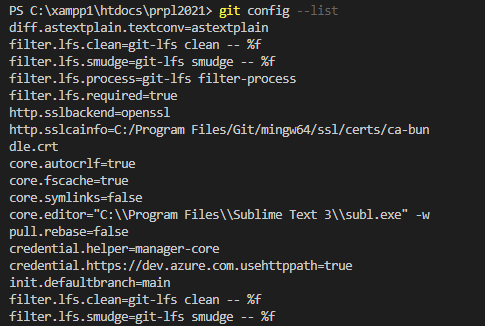 PS C:\xampp1\htdocs\prpl2021> git config --list
diff.astextplain.textconv=astextplain
filter.lfs.clean=git-lfs clean -- %f
filter.lfs.smudge=git-lfs smudge -- %f
filter.lfs.process=git-lfs filter-process
filter.lfs.required=true
http.sslbackend=openssl
http.sslcainfo=C:/Program Files/Git/mingw64/ssl/certs/ca-bun
dle.crt
core.autocrlf=true
core.fscache=true
core.symlinks=false
core.editor="C:\\Program Files\\Sublime Text 3\\subl.exe" -w
pull.rebase=false
credential.helper=manager-core
credential.https://dev.azure.com.usehttppath=true
init.defaultbranch=main
filter.lfs.clean=git-lfs clean -- %f
filter.lfs.smudge=git-lfs smudge -- %f